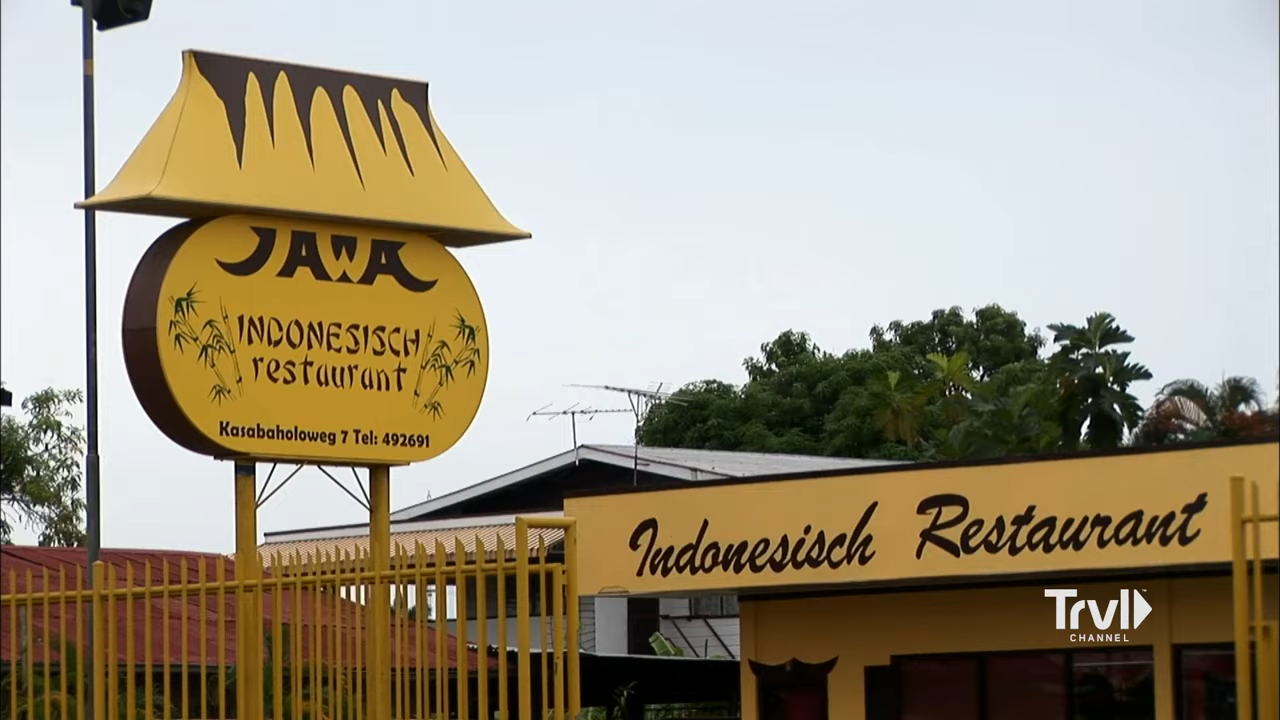 JAWA
INDONESISCH
restaurant
Kasabaholoweg 7 Tel: 492691
Indonesisch Restaurant
Trvl
CHANNEL